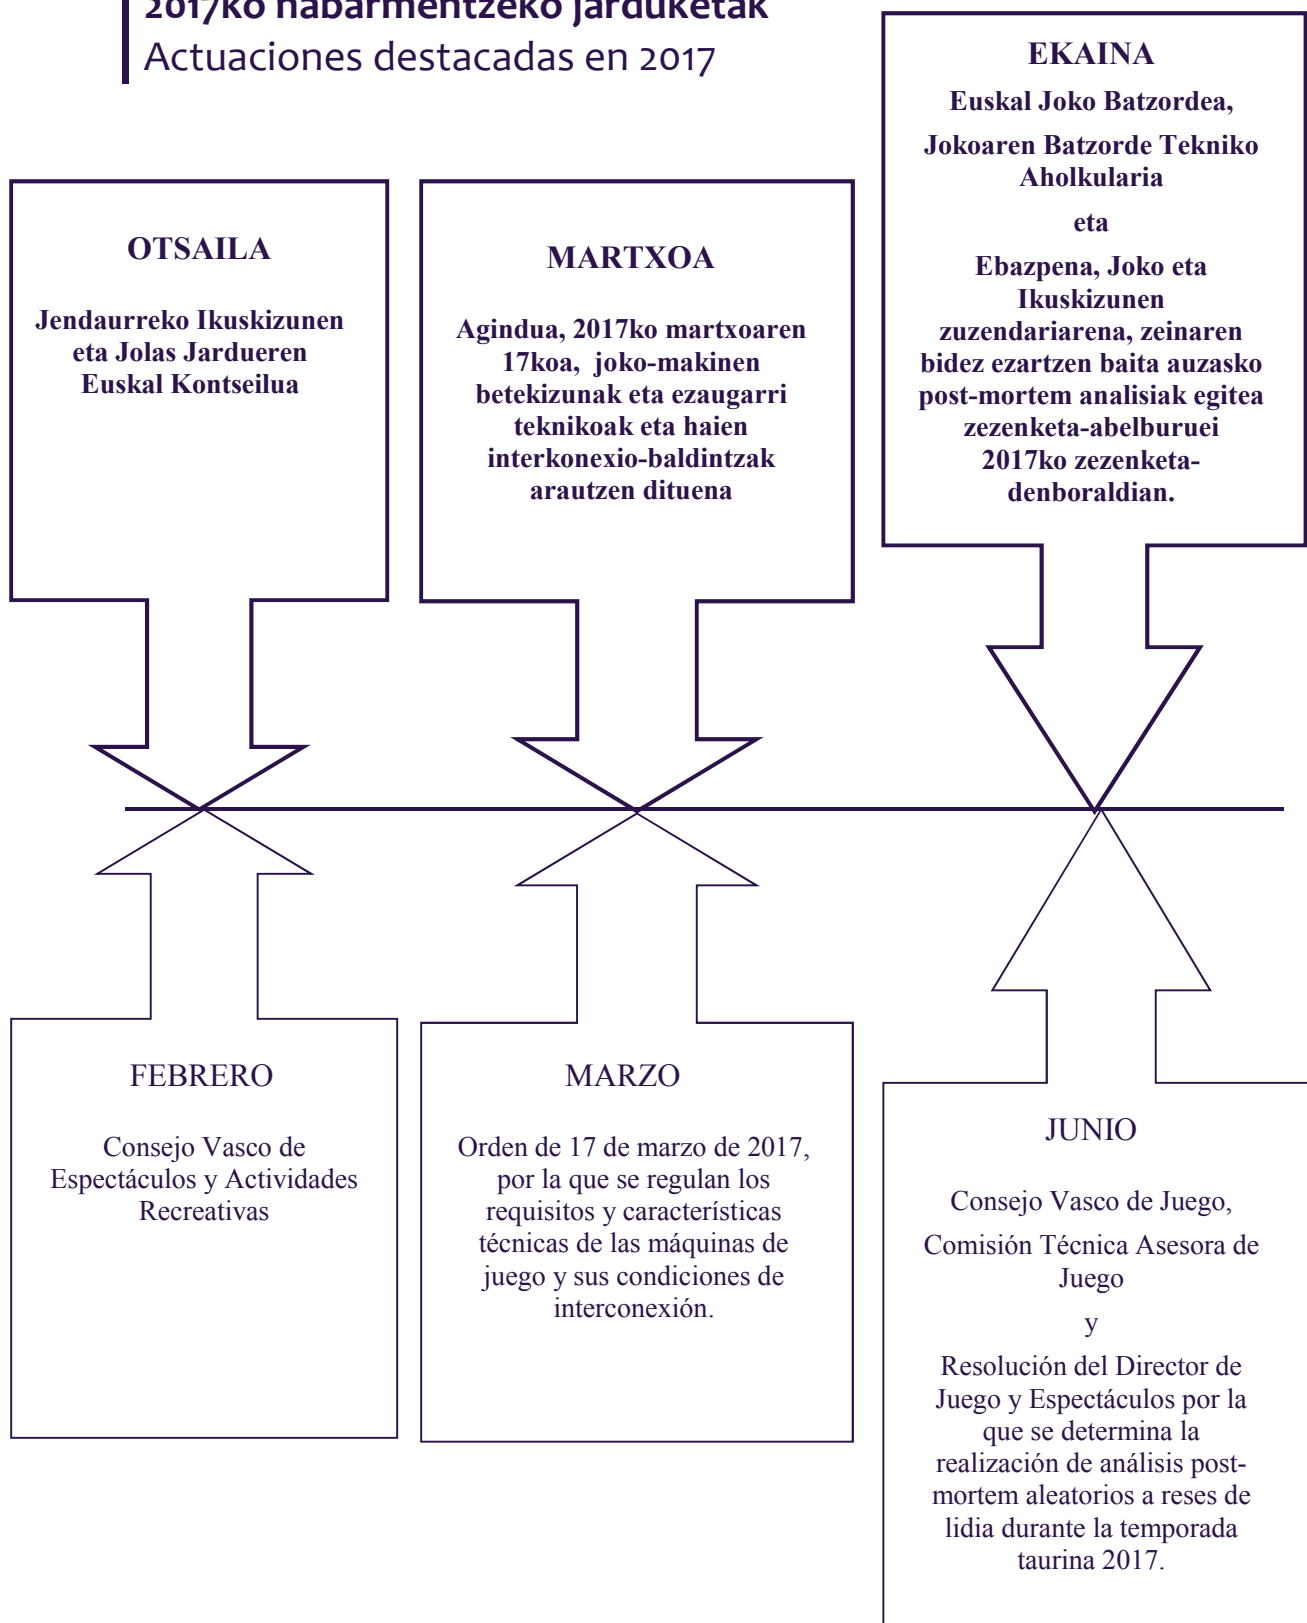 2017ko nabarmentzeko jarduketak
Actuaciones destacadas en 2017
OTSAILA
Jendaurreko Ikuskizunen
eta Jolas Jardueren
Euskal Kontseilua
MARTXOA
Agindua, 2017ko martxoaren
17koa, joko-makinen
betekizunak eta ezaugarri
teknikoak eta haien
interkonexio-baldintzak
arautzen dituena
EKAINA
Euskal Joko Batzordea,
Jokoaren Batzorde Tekniko
Aholkularia
eta
Ebazpena, Joko eta
Ikuskizunen
zuzendariarena, zeinaren
bidez ezartzen baita auzasko
post-mortem analisiak egitea
zezenketa-abelburuei
2017ko zezenketa-
denboraldian.
FEBRERO
Consejo Vasco de
Espectáculos y Actividades
Recreativas
MARZO
Orden de 17 de marzo de 2017,
por la que se regulan los
requisitos y características
técnicas de las máquinas de
juego y sus condiciones de
interconexión.
JUNIO
Consejo Vasco de Juego,
Comisión Técnica Asesora de
Juego
y
Resolución del Director de
Juego y Espectáculos por la
que se determina la
realización de análisis post-
mortem aleatorios a reses de
lidia durante la temporada
taurina 2017.